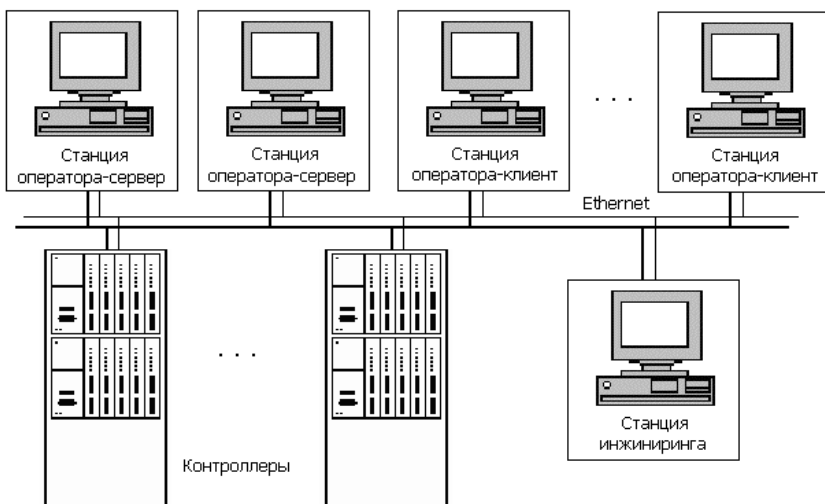 Станция
оператора-сервер
Станция
оператора-сервер
Станция
оператора-клиент
. . .
Станция
оператора-клиент
Ethernet
. . .
Контроллеры
Станция
инжиниринга